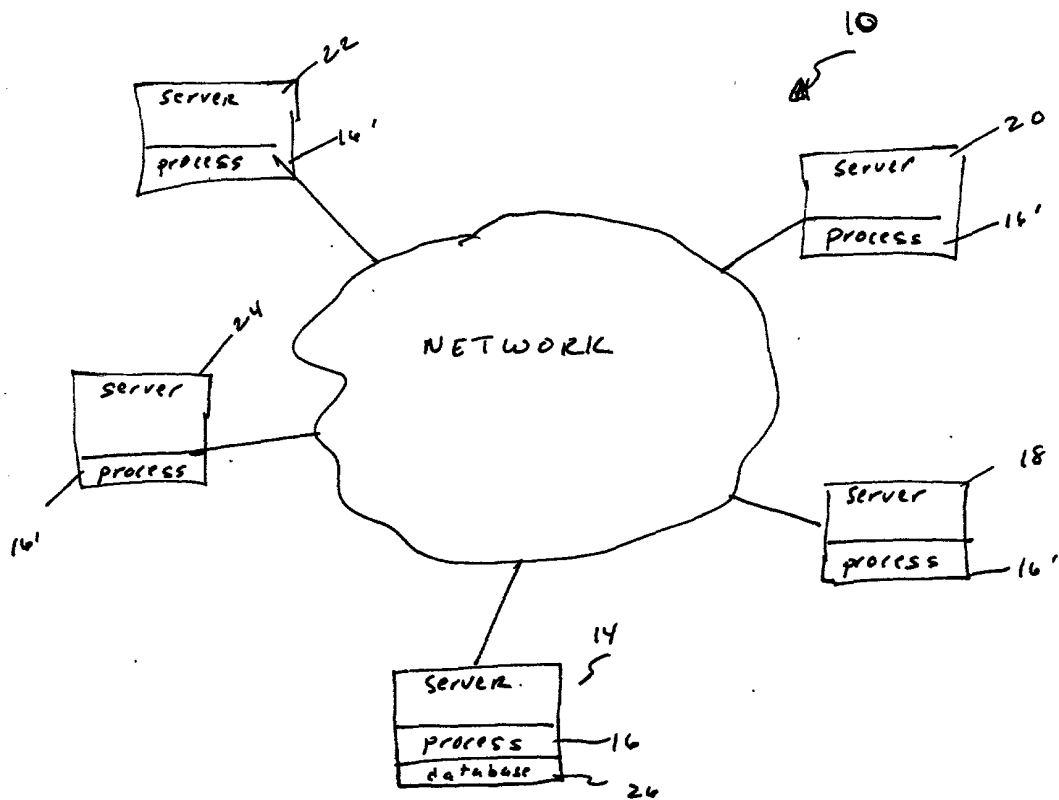 10
22
server
process
16'
20
server
process
16'
NETWORK
24
server
process
16'
18
server
process
16'
14
server
process
16
database
26